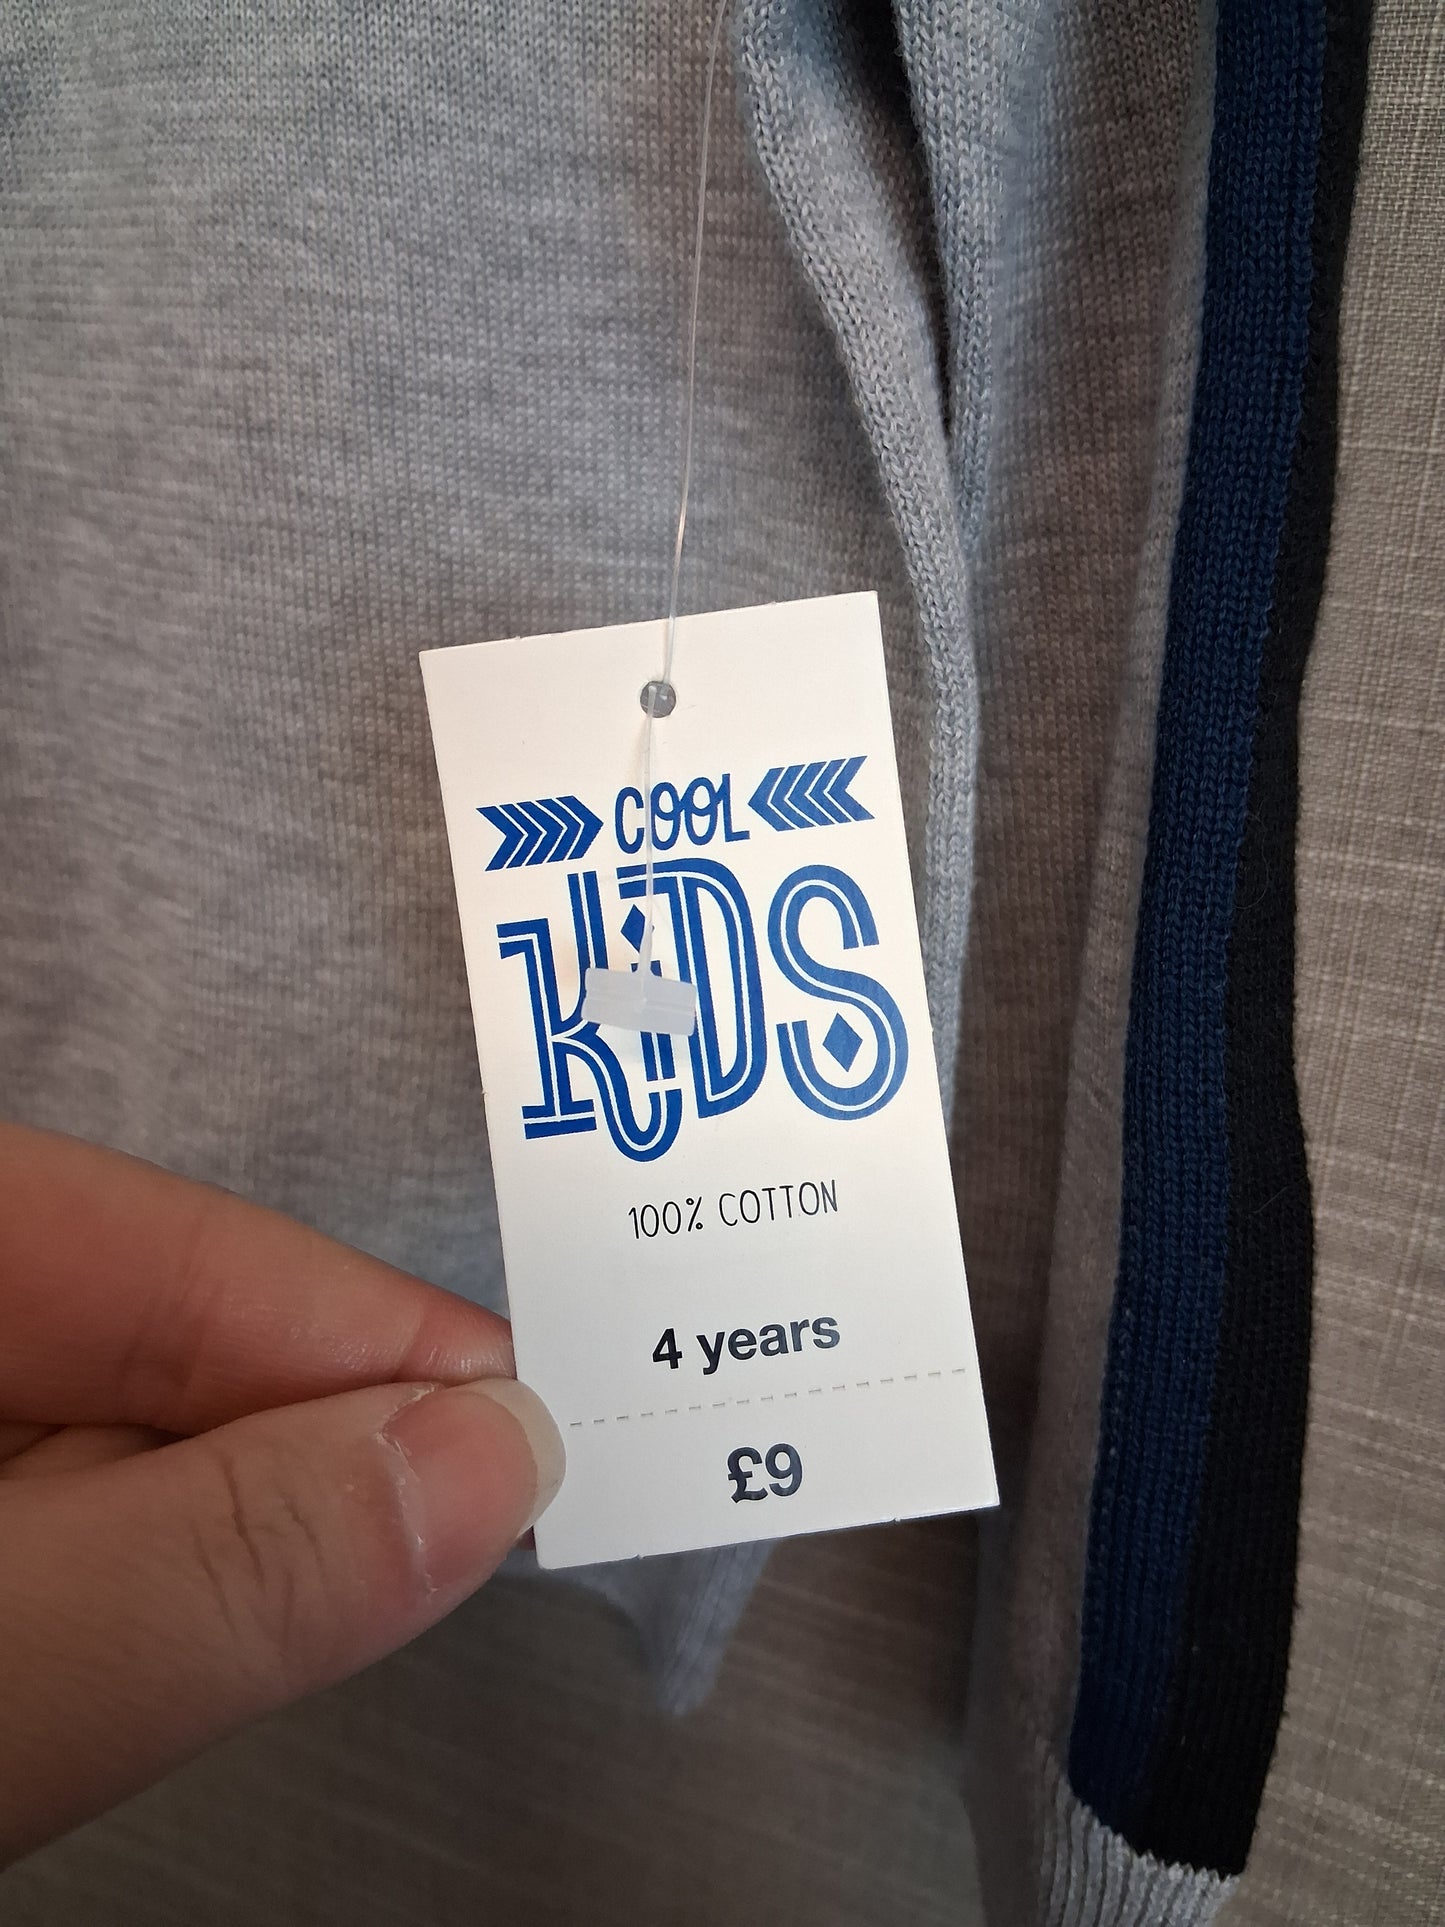 COOL
KIDS
100% COTTON
4 years
£9